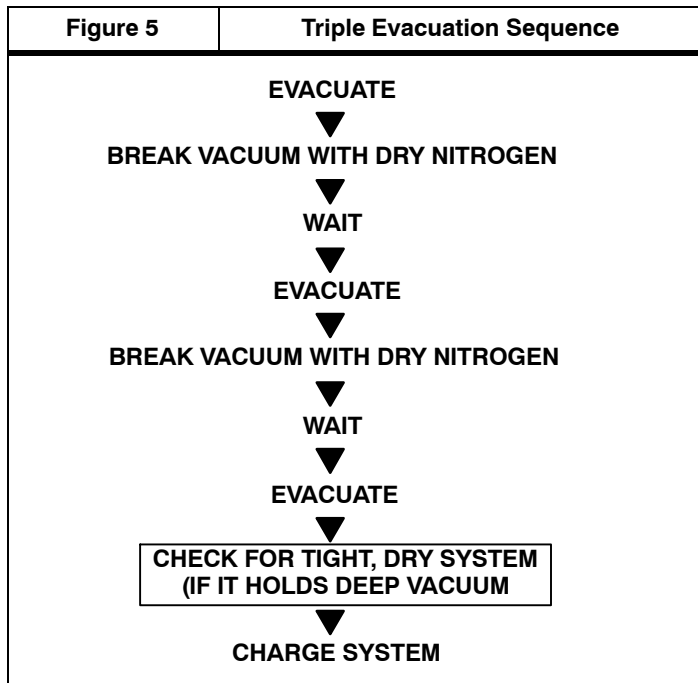 Figure 5 Triple Evacuation Sequence
EVACUATE
BREAK VACUUM WITH DRY NITROGEN
WAIT
EVACUATE
BREAK VACUUM WITH DRY NITROGEN
WAIT
EVACUATE
CHECK FOR TIGHT, DRY SYSTEM
(IF IT HOLDS DEEP VACUUM
CHARGE SYSTEM